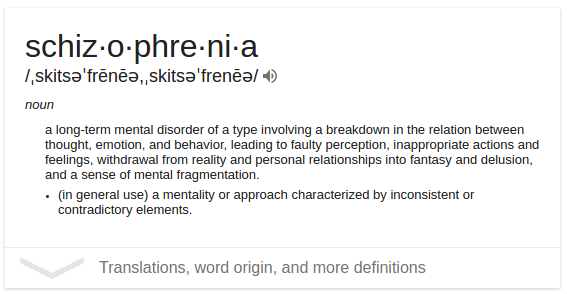 schiz·o·phre·ni·a
/ˌskitsəˈfrēnēə,ˌskitsəˈfrenēə/
noun
a long-term mental disorder of a type involving a breakdown in the relation between
thought, emotion, and behavior, leading to faulty perception, inappropriate actions and
feelings, withdrawal from reality and personal relationships into fantasy and delusion,
and a sense of mental fragmentation.
• (in general use) a mentality or approach characterized by inconsistent or
contradictory elements.
Translations, word origin, and more definitions